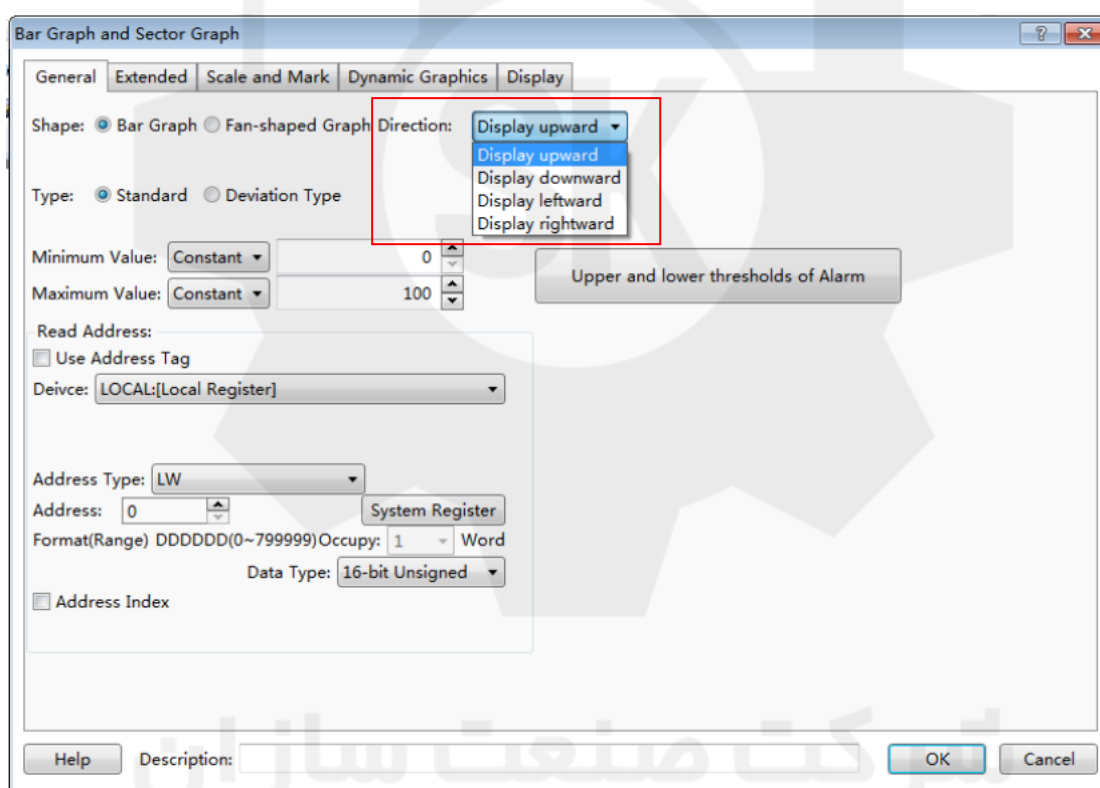 Bar Graph and Sector Graph
General Extended Scale and Mark Dynamic Graphics Display
Shape: Bar Graph Fan-shaped Graph Direction: Display upward
Display upward
Display downward
Display leftward
Display rightward
Type: Standard Deviation Type
Minimum Value: Constant 0
Upper and lower thresholds of Alarm
Maximum Value: Constant 100
Read Address:
Use Address Tag
Deivce: LOCAL:[Local Register]
Address Type: LW
Address: 0 System Register
Format(Range) DDDDDD(0~799999)Occupy: 1 Word
Data Type: 16-bit Unsigned
Address Index
Help Description: OK Cancel
SK
شرکت صنعت سازان